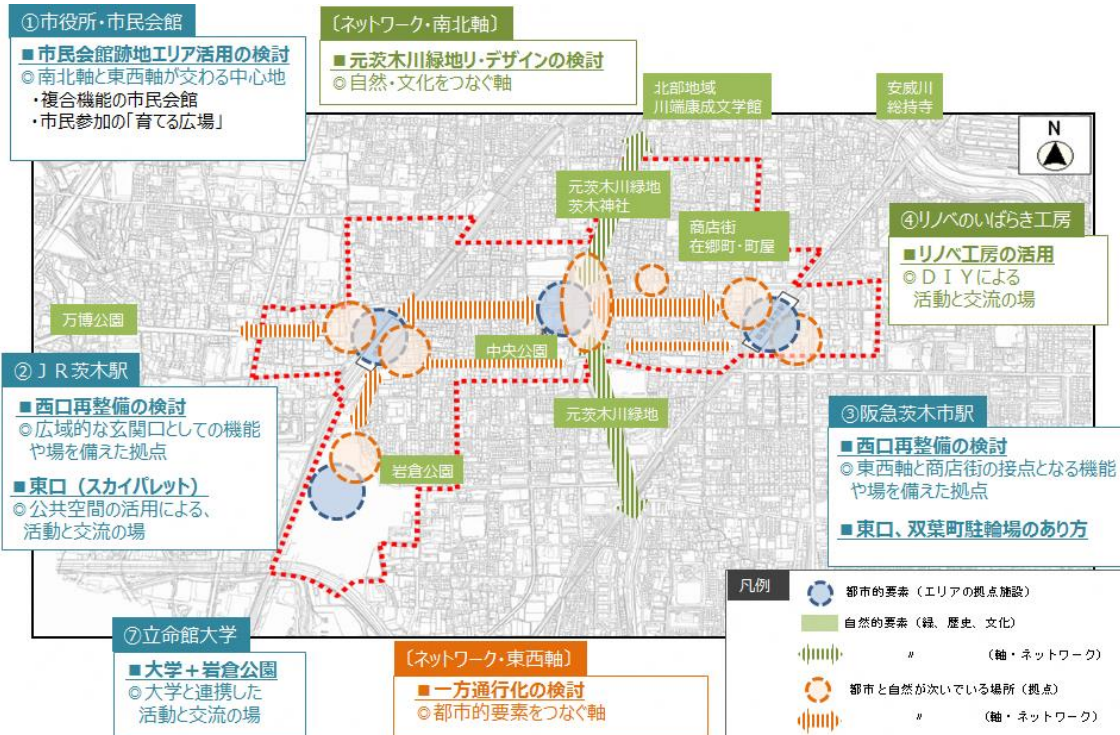 ①市役所・市民会館
■市民会館跡地エリア活用の検討
◎南北軸と東西軸が交わる中心地
・複合機能の市民会館
・市民参加の「育てる広場」
〔ネットワーク・南北軸〕
■元茨木川緑地リ・デザインの検討
◎自然・文化をつなぐ軸
北部地域
川端康成文学館
安威川
総持寺
N
元茨木川緑地
茨木神社
商店街
在郷町・町屋
④リノベのいばらき工房
■リノベ工房の活用
◎ＤＩＹによる
活動と交流の場
万博公園
中央公園
②ＪＲ茨木駅
■西口再整備の検討
◎広域的な玄関口としての機能
や場を備えた拠点
■東口（スカイパレット）
◎公共空間の活用による、
活動と交流の場
元茨木川緑地
岩倉公園
③阪急茨木市駅
■西口再整備の検討
◎東西軸と商店街の接点となる機能
や場を備えた拠点
■東口、双葉町駐輪場のあり方
⑦立命館大学
■大学＋岩倉公園
◎大学と連携した
活動と交流の場
〔ネットワーク・東西軸〕
■一方通行化の検討
◎都市的要素をつなぐ軸
凡例
都市的要素（エリアの拠点施設）
自然的要素（緑、歴史、文化）
〃 （軸・ネットワーク）
都市と自然が次いでいる場所（拠点）
〃 （軸・ネットワーク）